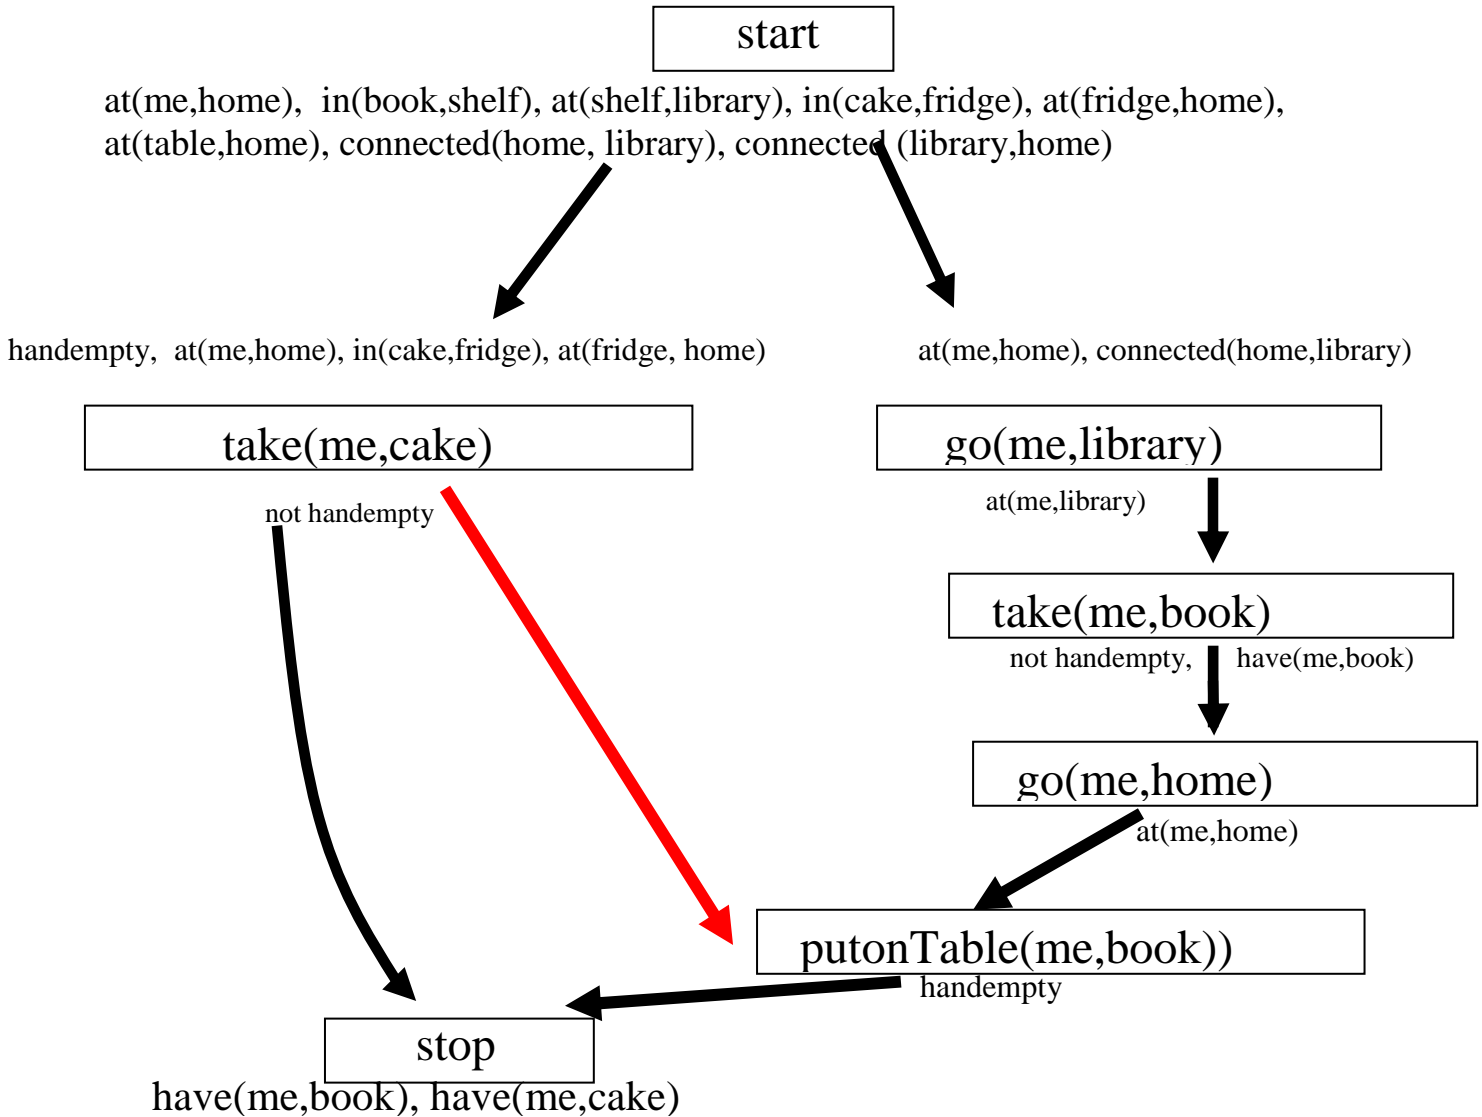 start
at(me,home), in(book,shelf), at(shelf,library), in(cake,fridge), at(fridge,home),
at(table,home), connected(home, library), connected (library,home)
handempty, at(me,home), in(cake,fridge), at(fridge, home)
at(me,home), connected(home,library)
take(me,cake)
go(me,library)
not handempty
at(me,library)
take(me,book)
not handempty, have(me,book)
go(me,home)
at(me,home)
putonTable(me,book))
handempty
stop
have(me,book), have(me,cake)